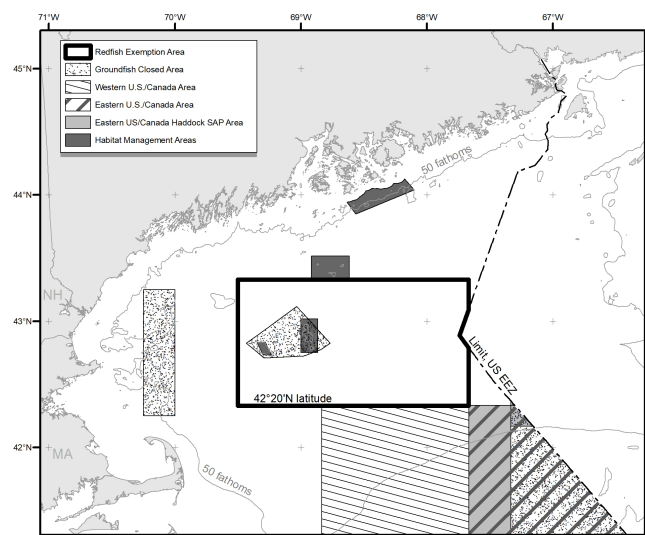 71°W
70°W
69°W
68°W
67°W
45°N
44°N
43°N
42°N
Redfish Exemption Area
Groundfish Closed Area
Western U.S./Canada Area
Eastern U.S./Canada Area
Eastern US/Canada Haddock SAP Area
Habitat Management Areas
50 fathoms
NH
Limit, US EEZ
42°20'N latitude
MA
50 fathoms